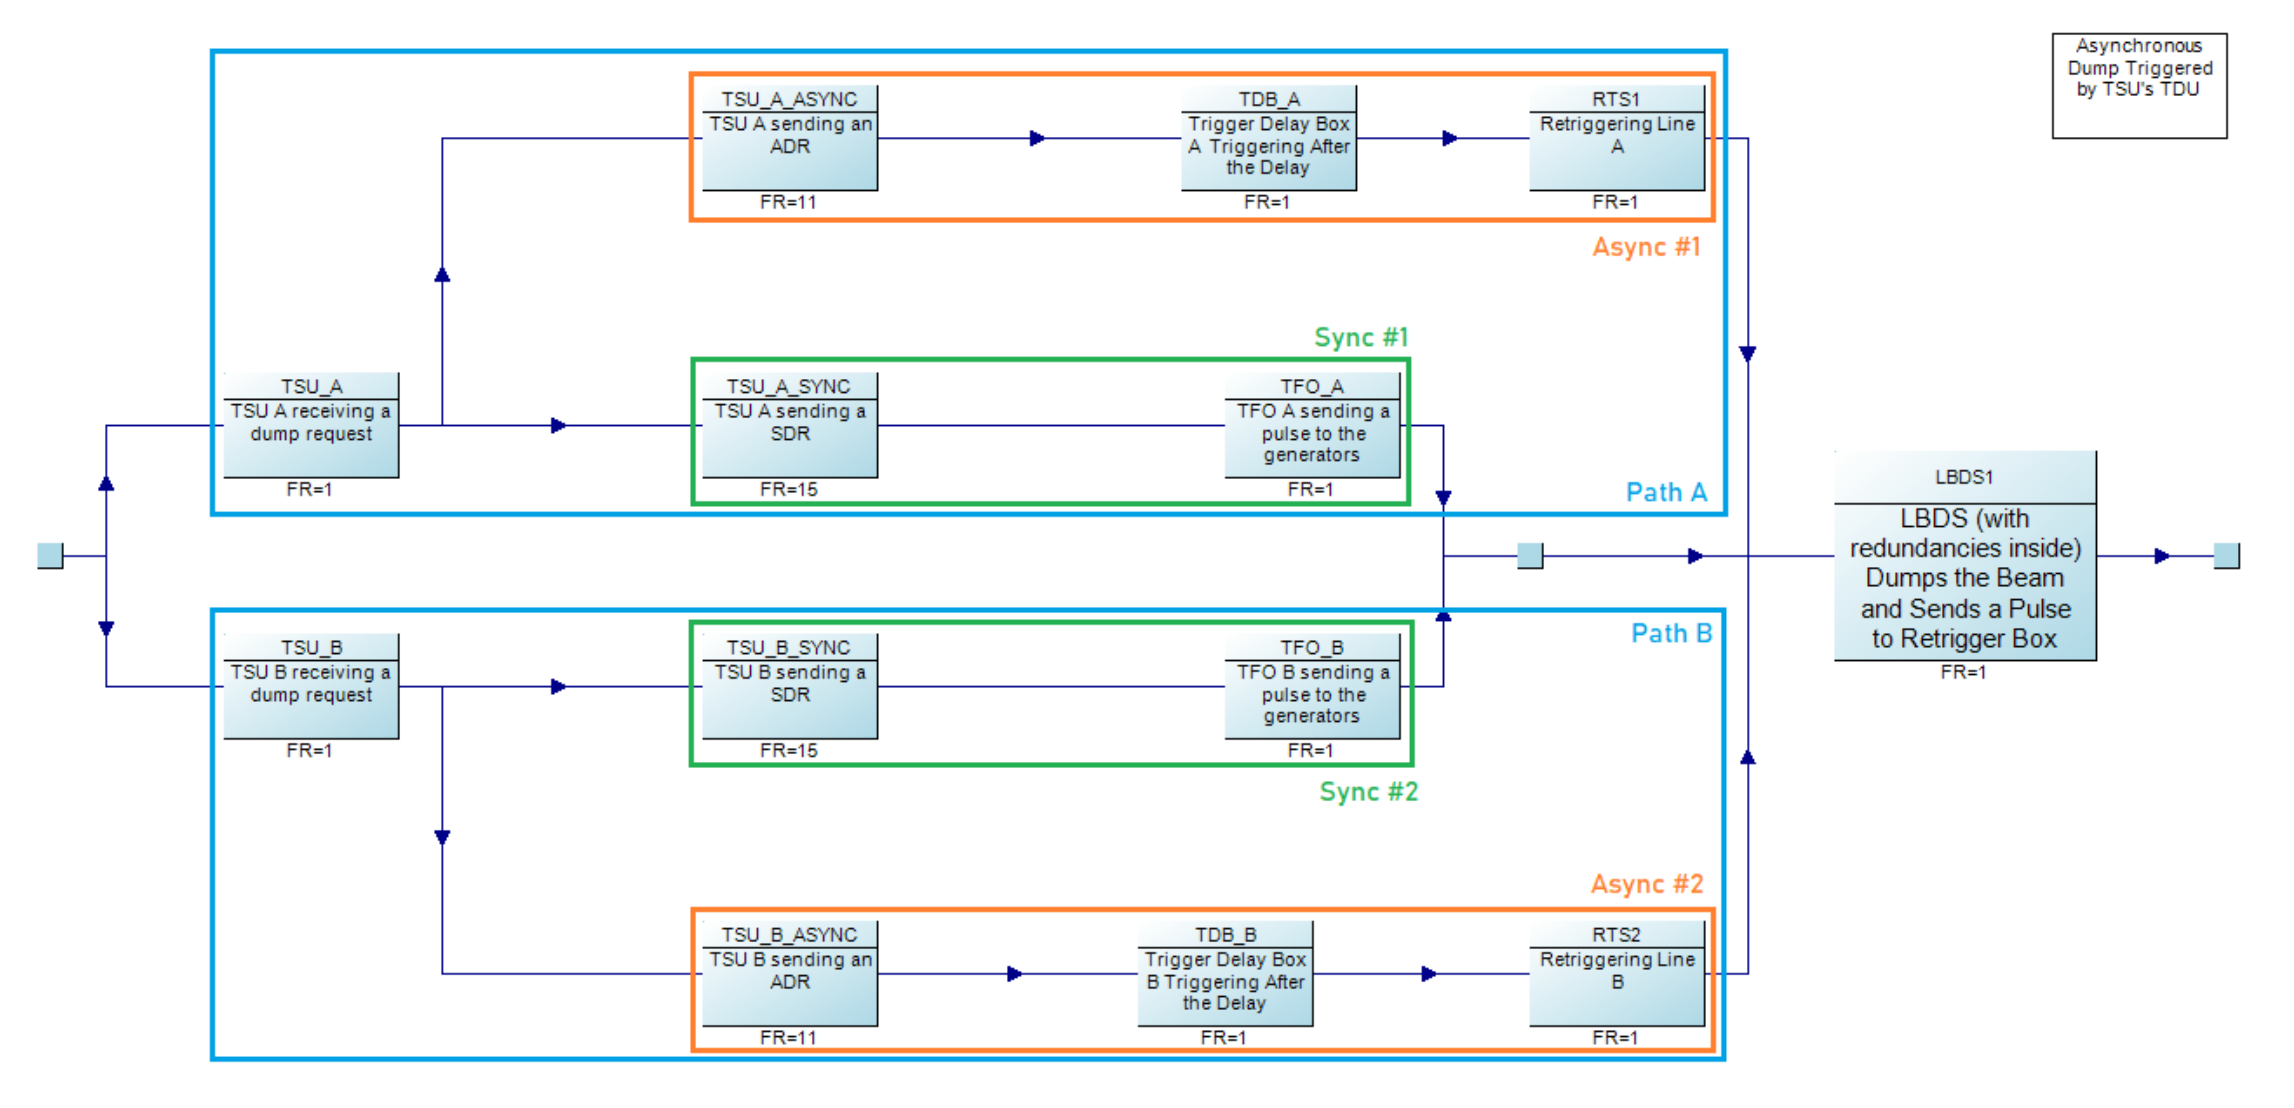 Asynchronous
Dump Triggered
by TSU's TDU
TSU_A_ASYNC
TSU A sending an
ADR
FR=11
TDB_A
Trigger Delay Box
A Triggering After
the Delay
FR=1
RTS1
Retriggering Line
A
FR=1
Async #1
Sync #1
TSU_A
TSU A receiving a
dump request
FR=1
TSU_A_SYNC
TSU A sending a
SDR
FR=15
TFO_A
TFO A sending a
pulse to the
generators
FR=1
Path A
LBDS1
LBDS (with
redundancies inside)
Dumps the Beam
and Sends a Pulse
to Retrigger Box
FR=1
Path B
TSU_B
TSU B receiving a
dump request
FR=1
TSU_B_SYNC
TSU B sending a
SDR
FR=15
TFO_B
TFO B sending a
pulse to the
generators
FR=1
Sync #2
Async #2
TSU_B_ASYNC
TSU B sending an
ADR
FR=11
TDB_B
Trigger Delay Box
B Triggering After
the Delay
FR=1
RTS2
Retriggering Line
B
FR=1